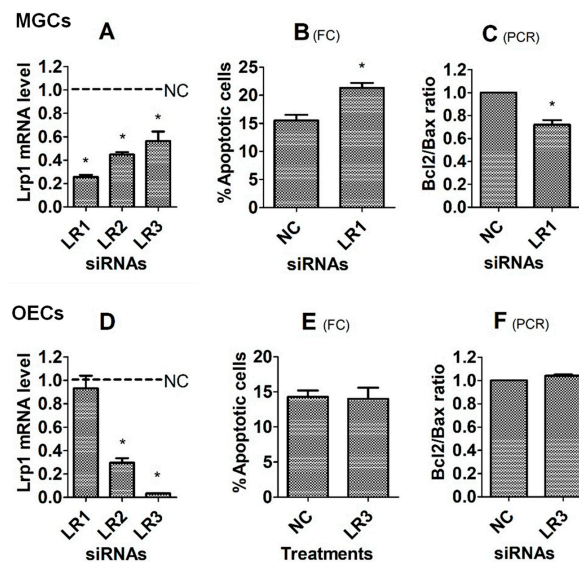 MGCs
A
Lrp1 mRNA level
1.2
1.0
0.8
0.6
0.4
0.2
0.0
NC
*
*
*
LR1
LR2
LR3
siRNAs
B (FC)
% Apoptotic cells
25
20
15
10
5
0
*
NC
LR1
siRNAs
C (PCR)
Bcl2/Bax ratio
1.2
1.0
0.8
0.6
0.4
0.2
0.0
*
NC
LR1
siRNAs
OECs
D
Lrp1 mRNA level
1.2
1.0
0.8
0.6
0.4
0.2
0.0
NC
*
*
LR1
LR2
LR3
siRNAs
E (FC)
% Apoptotic cells
20
15
10
5
0
NC
LR3
Treatments
F (PCR)
Bcl2/Bax ratio
1.2
1.0
0.8
0.6
0.4
0.2
0.0
NC
LR3
siRNAs